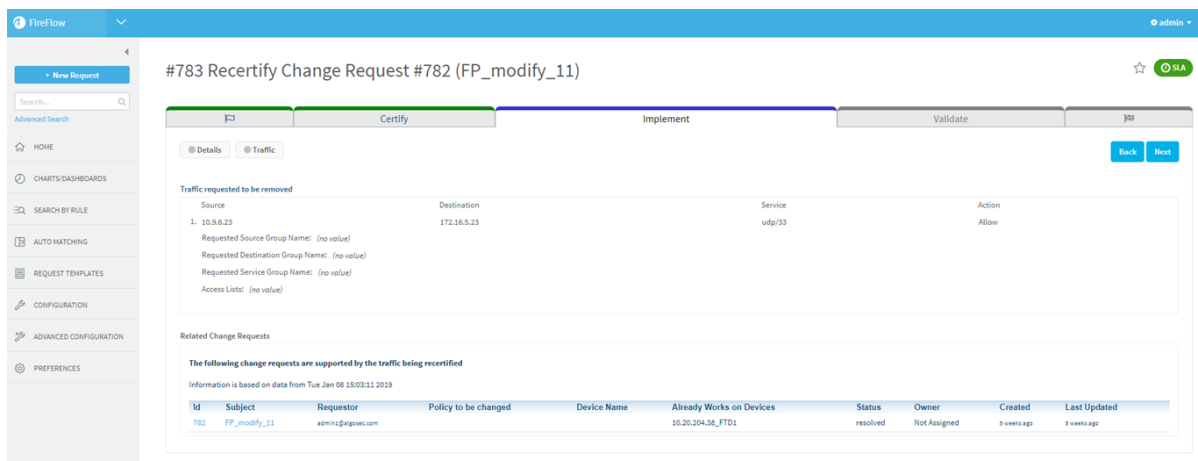 FireFlow
admin
+ New Request
Search...
Advanced Search
HOME
CHARTS/DASHBOARDS
SEARCH BY RULE
AUTO MATCHING
REQUEST TEMPLATES
CONFIGURATION
ADVANCED CONFIGURATION
PREFERENCES
#783 Recertify Change Request #782 (FP_modify_11)
SLA
Certify Implement Validate
Details Traffic
Back Next
Traffic requested to be removed
Source Destination Service Action
1. 10.9.6.23 172.16.5.23 udp/33 Allow
Requested Source Group Name: (no value)
Requested Destination Group Name: (no value)
Requested Service Group Name: (no value)
Access Lists: (no value)
Related Change Requests
The following change requests are supported by the traffic being recertified
Information is based on data from Tue Jan 08 15:03:11 2019
Id Subject Requestor Policy to be changed Device Name Already Works on Devices Status Owner Created Last Updated
782 FP_modify_11 admin1@algosec.com 10.20.204.38_FTD1 resolved Not Assigned 3 weeks ago 3 weeks ago